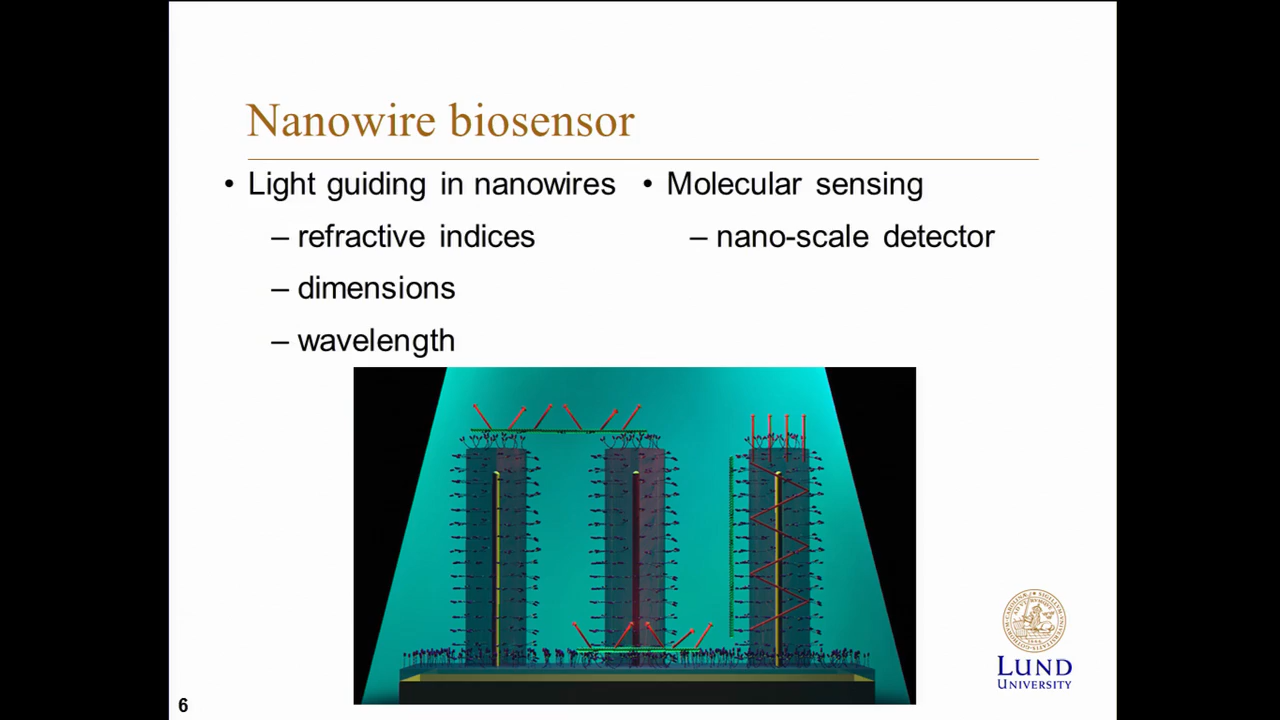 Nanowire biosensor
• Light guiding in nanowires
– refractive indices
– dimensions
– wavelength
• Molecular sensing
– nano-scale detector
LUND
UNIVERSITY
6